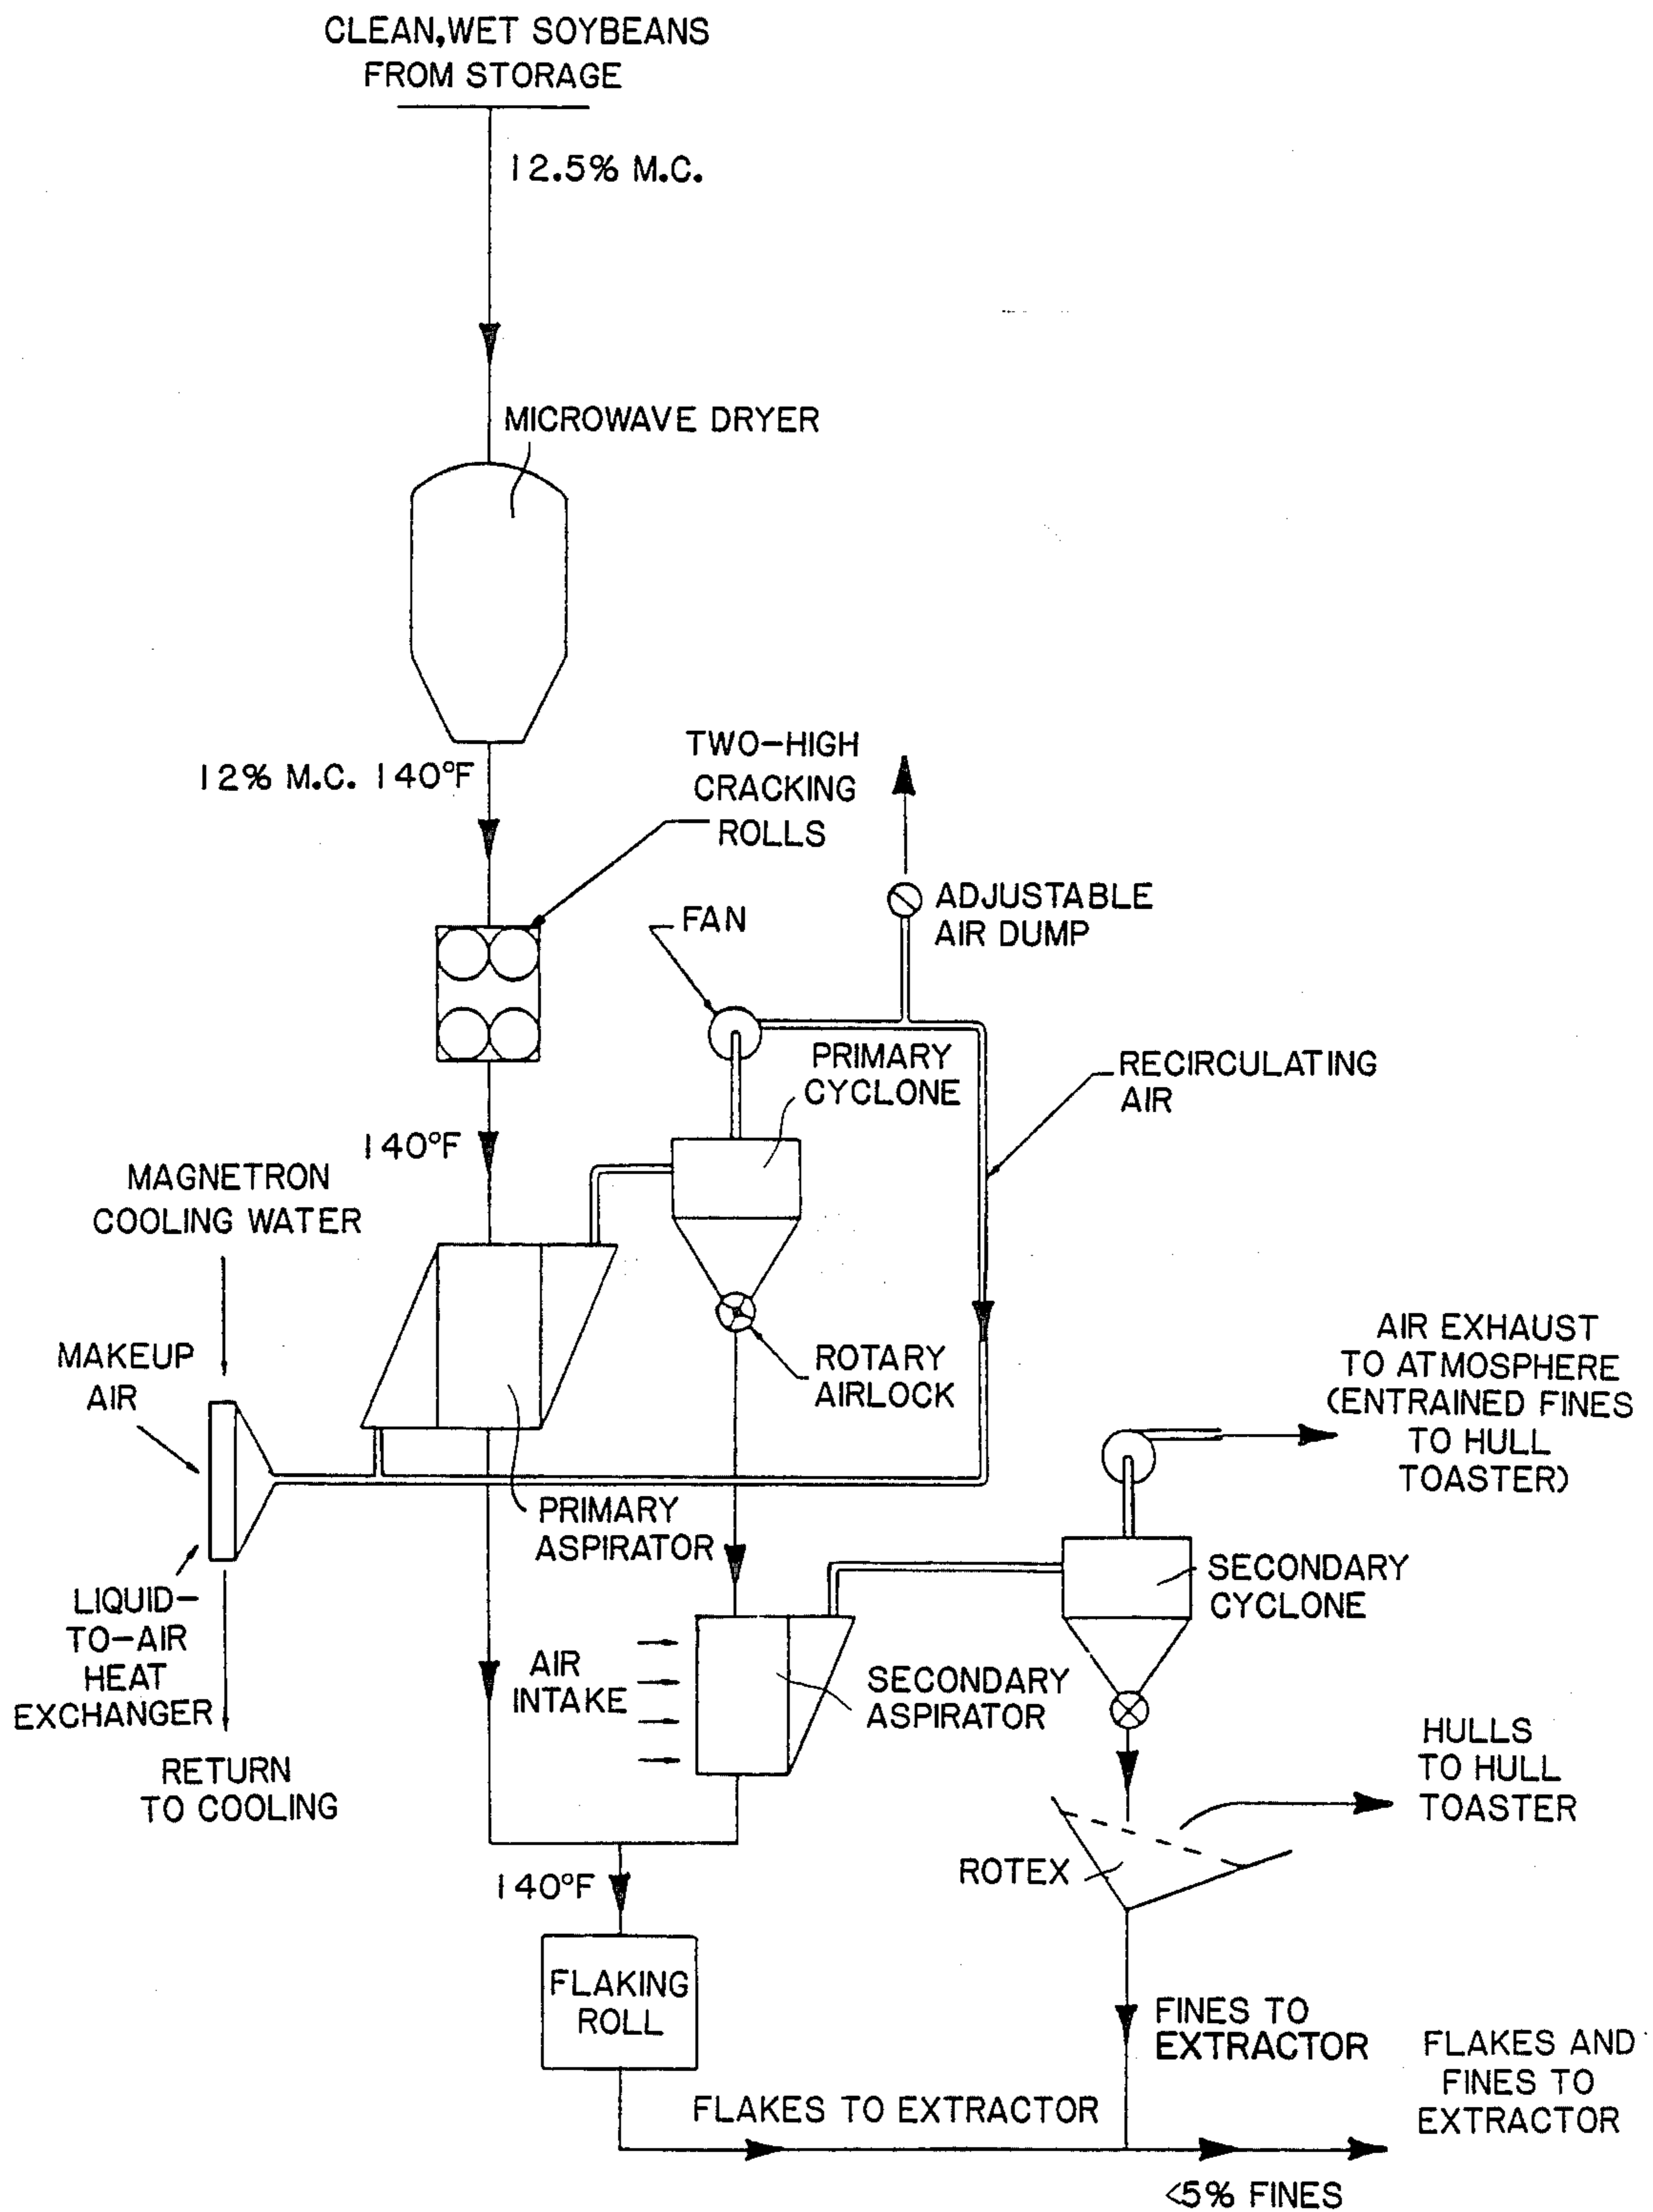 CLEAN,WET SOYBEANS
FROM STORAGE
12.5% M.C.
MICROWAVE DRYER
12% M.C. 140°F
TWO-HIGH
CRACKING
ROLLS
FAN
ADJUSTABLE
AIR DUMP
PRIMARY
CYCLONE
RECIRCULATING
AIR
140°F
MAGNETRON
COOLING WATER
MAKEUP
AIR
ROTARY
AIRLOCK
AIR EXHAUST
TO ATMOSPHERE
(ENTRAINED FINES
TO HULL
TOASTER)
PRIMARY
ASPIRATOR
LIQUID-
TO-AIR
HEAT
EXCHANGER
SECONDARY
CYCLONE
AIR
INTAKE
SECONDARY
ASPIRATOR
RETURN
TO COOLING
HULLS
TO HULL
TOASTER
ROTEX
140°F
FLAKING
ROLL
FINES TO
EXTRACTOR
FLAKES AND
FINES TO
EXTRACTOR
FLAKES TO EXTRACTOR
<5% FINES